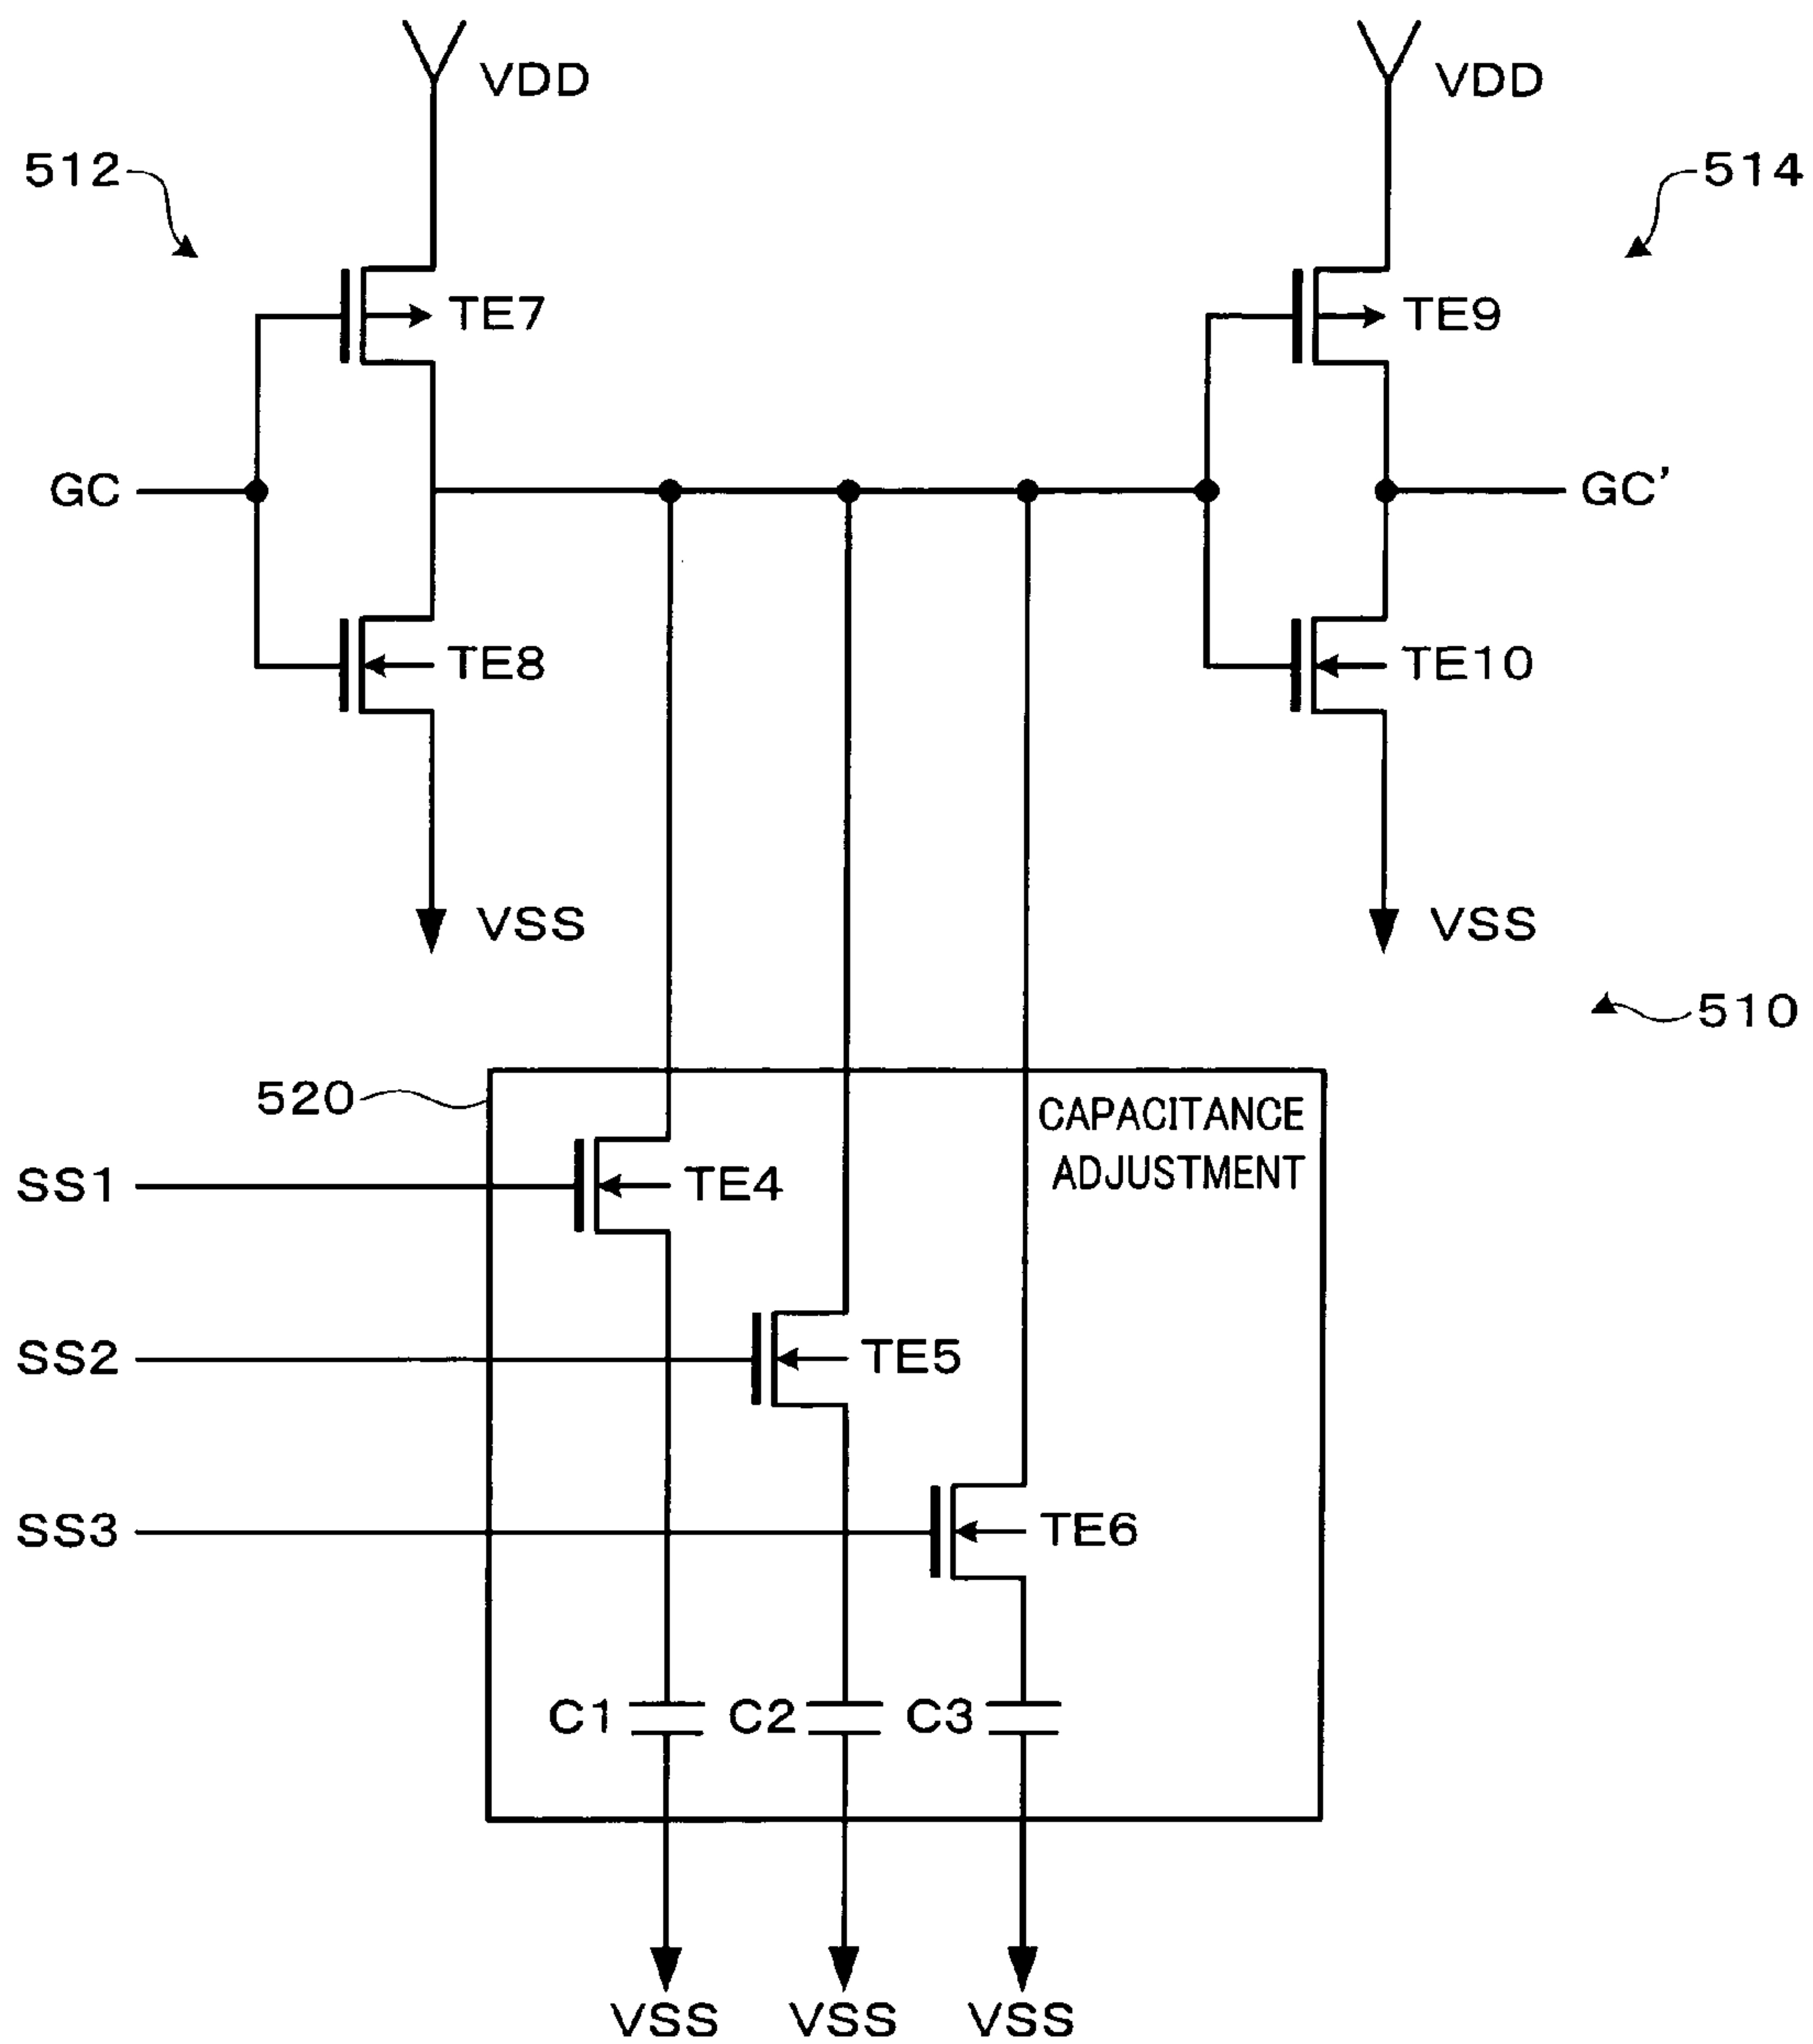 VDD
VDD
512
514
TE7
TE9
GC
GC'
TE8
TE10
VSS
VSS
510
520
CAPACITANCE
ADJUSTMENT
SS1
TE4
SS2
TE5
SS3
TE6
C1
C2
C3
VSS
VSS
VSS